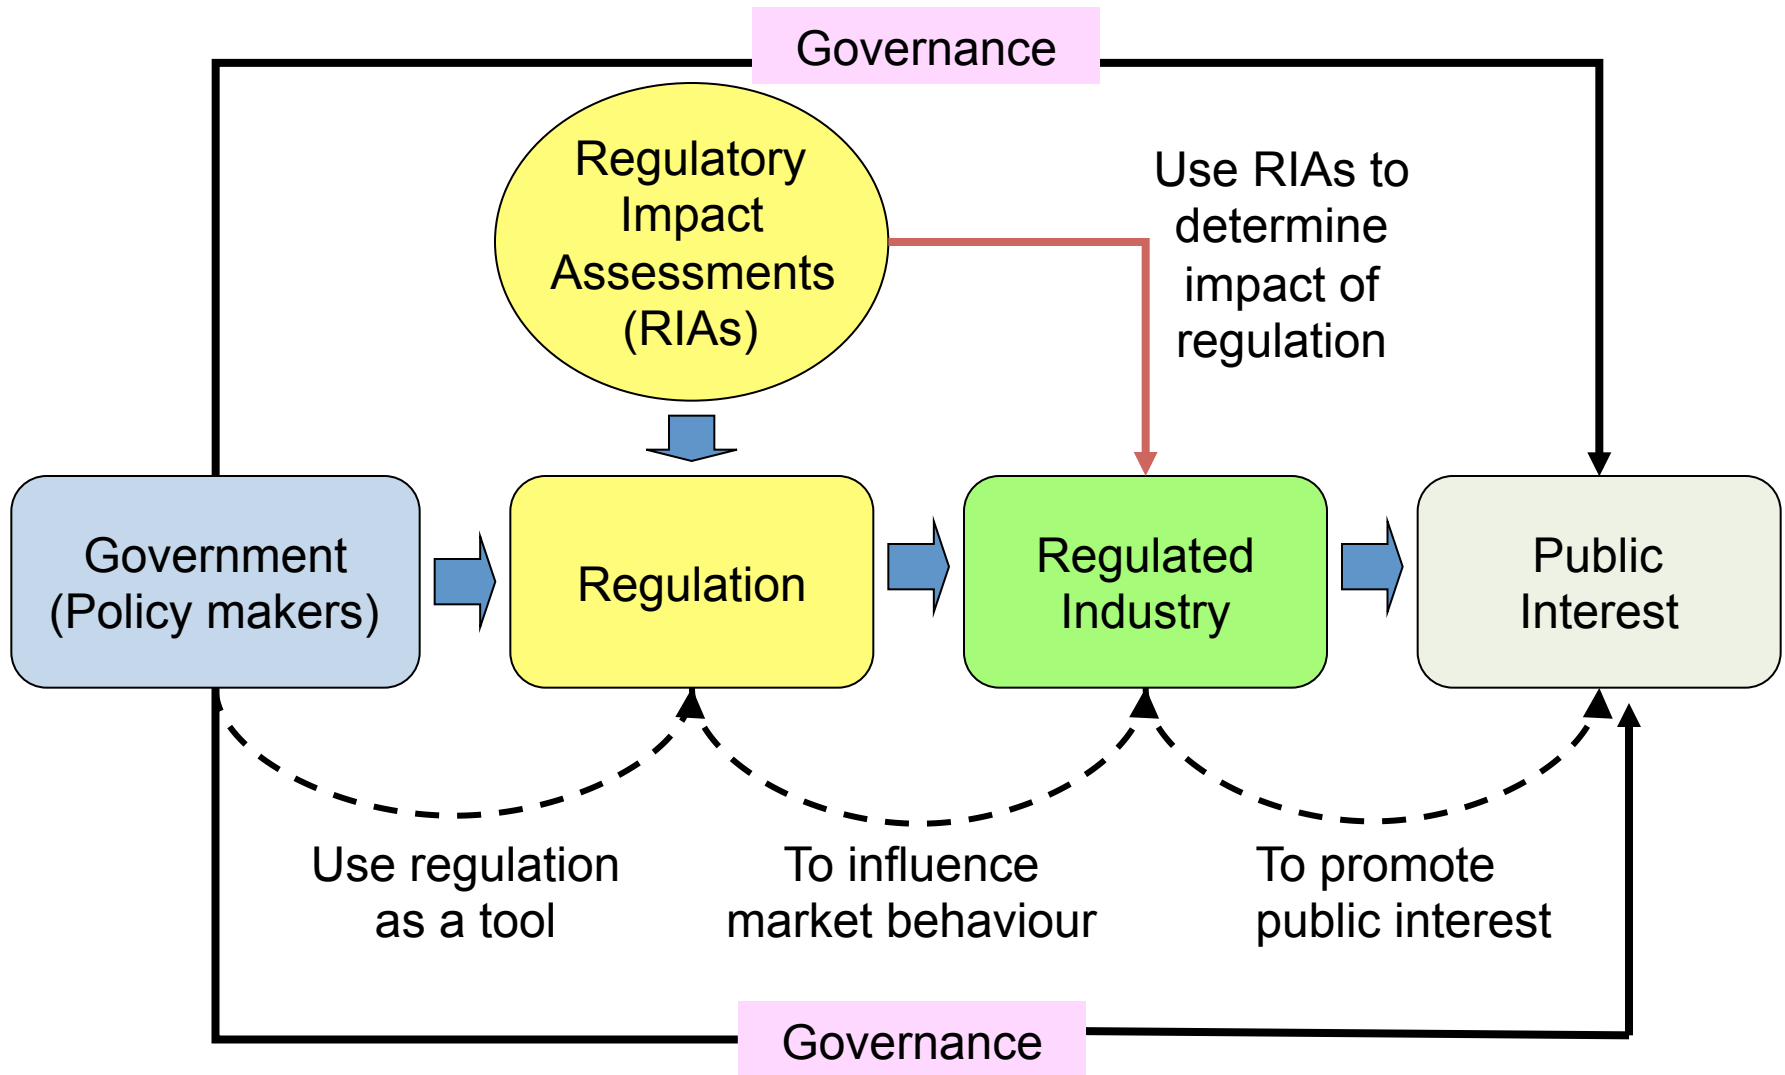 Governance
Regulatory
Impact
Assessments
(RIAs)
Use RIAs to
determine
impact of
regulation
Government
(Policy makers)
Regulation
Regulated
Industry
Public
Interest
Use regulation
as a tool
To influence
market behaviour
To promote
public interest
Governance